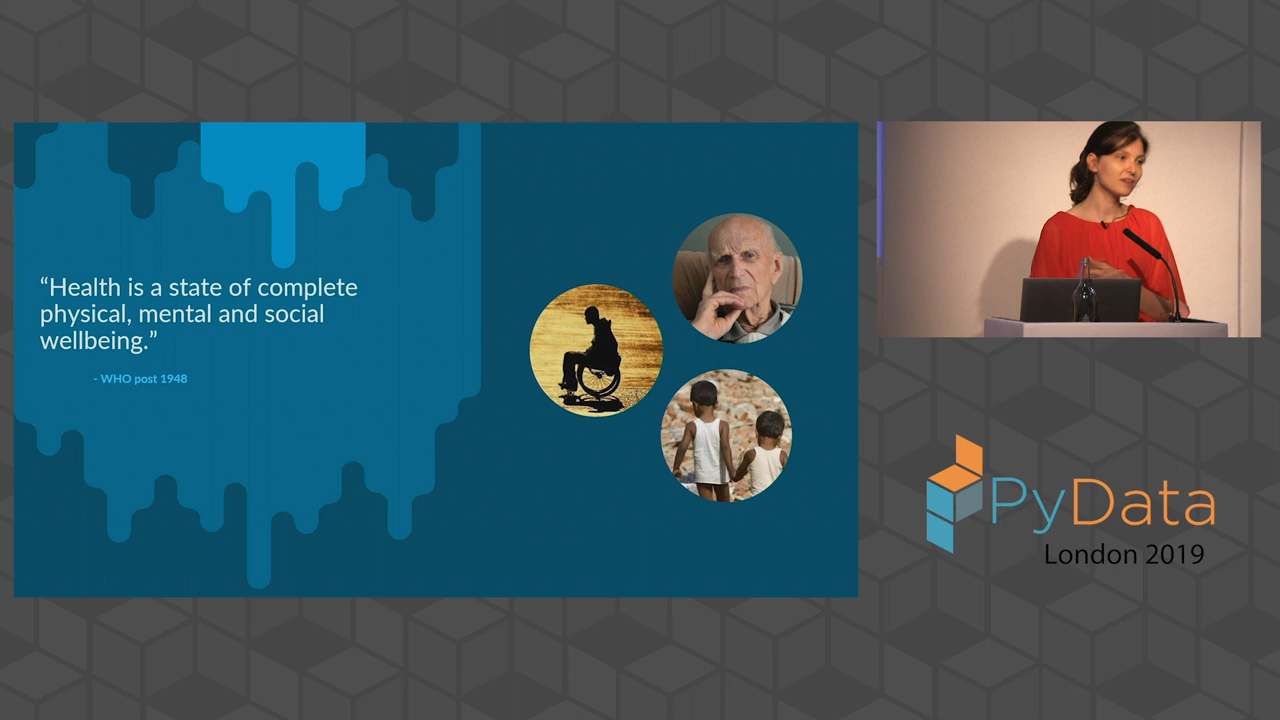 “Health is a state of complete
physical, mental and social
wellbeing.”
- WHO post 1948
PyData
London 2019